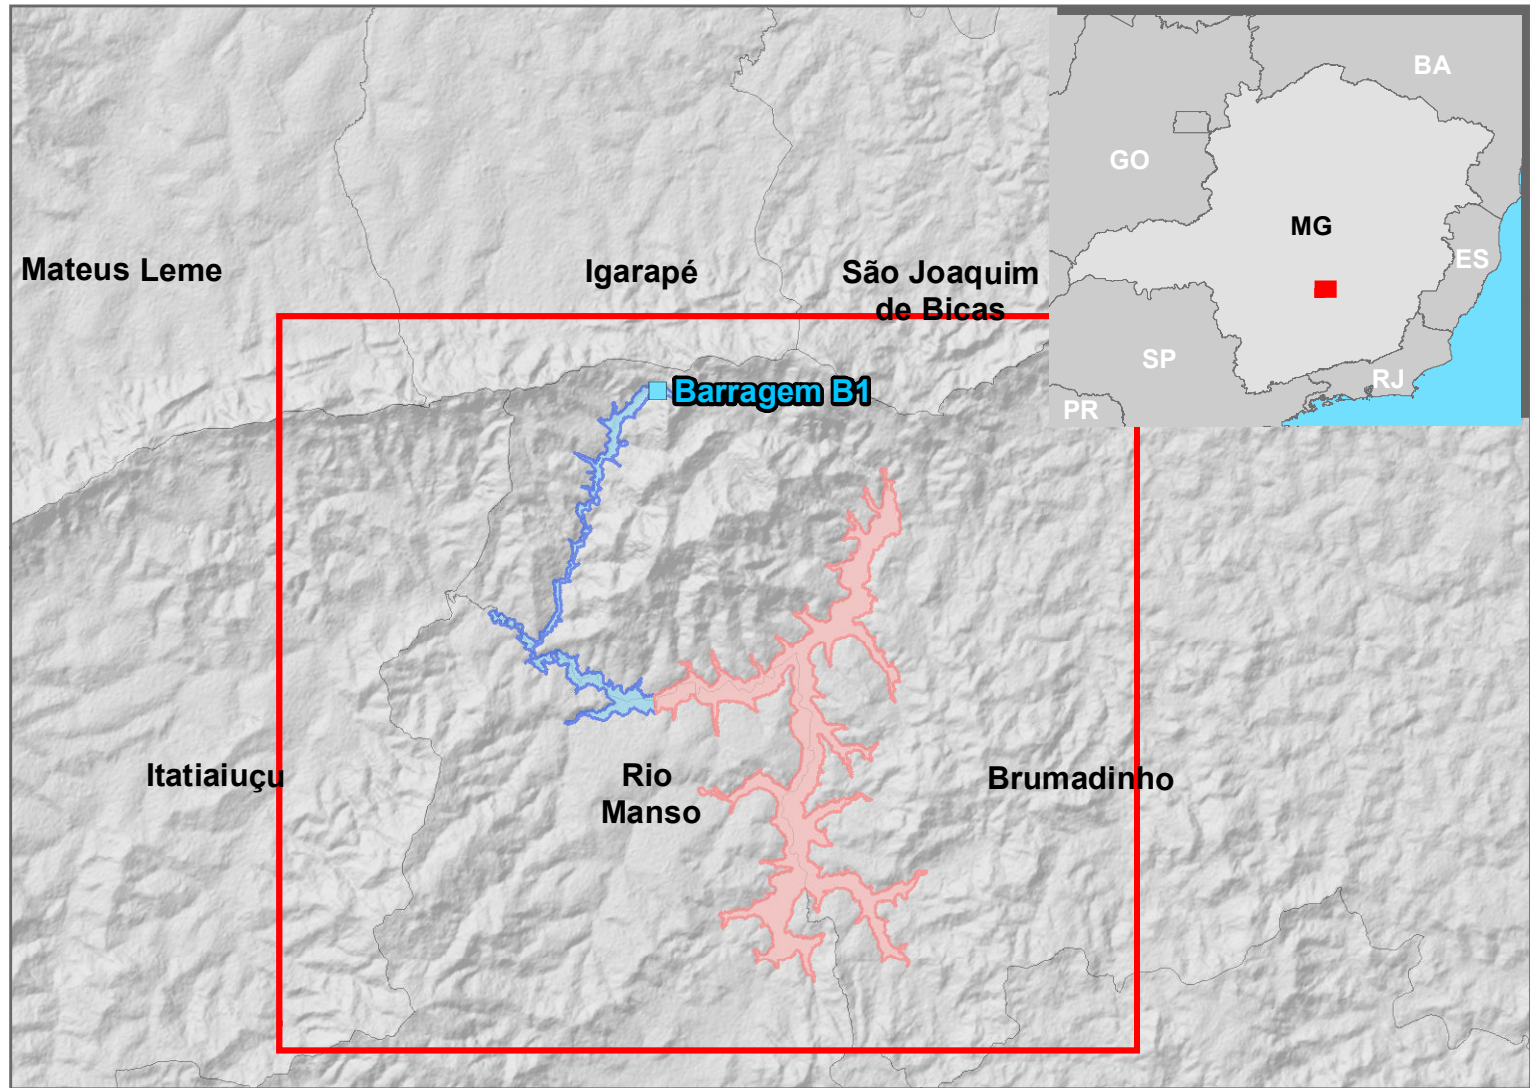 BA
GO
MG
ES
SP
RJ
PR
Mateus Leme
Igarapé
São Joaquim
de Bicas
Barragem B1
Itatiaiuçu
Rio
Manso
Brumadinho